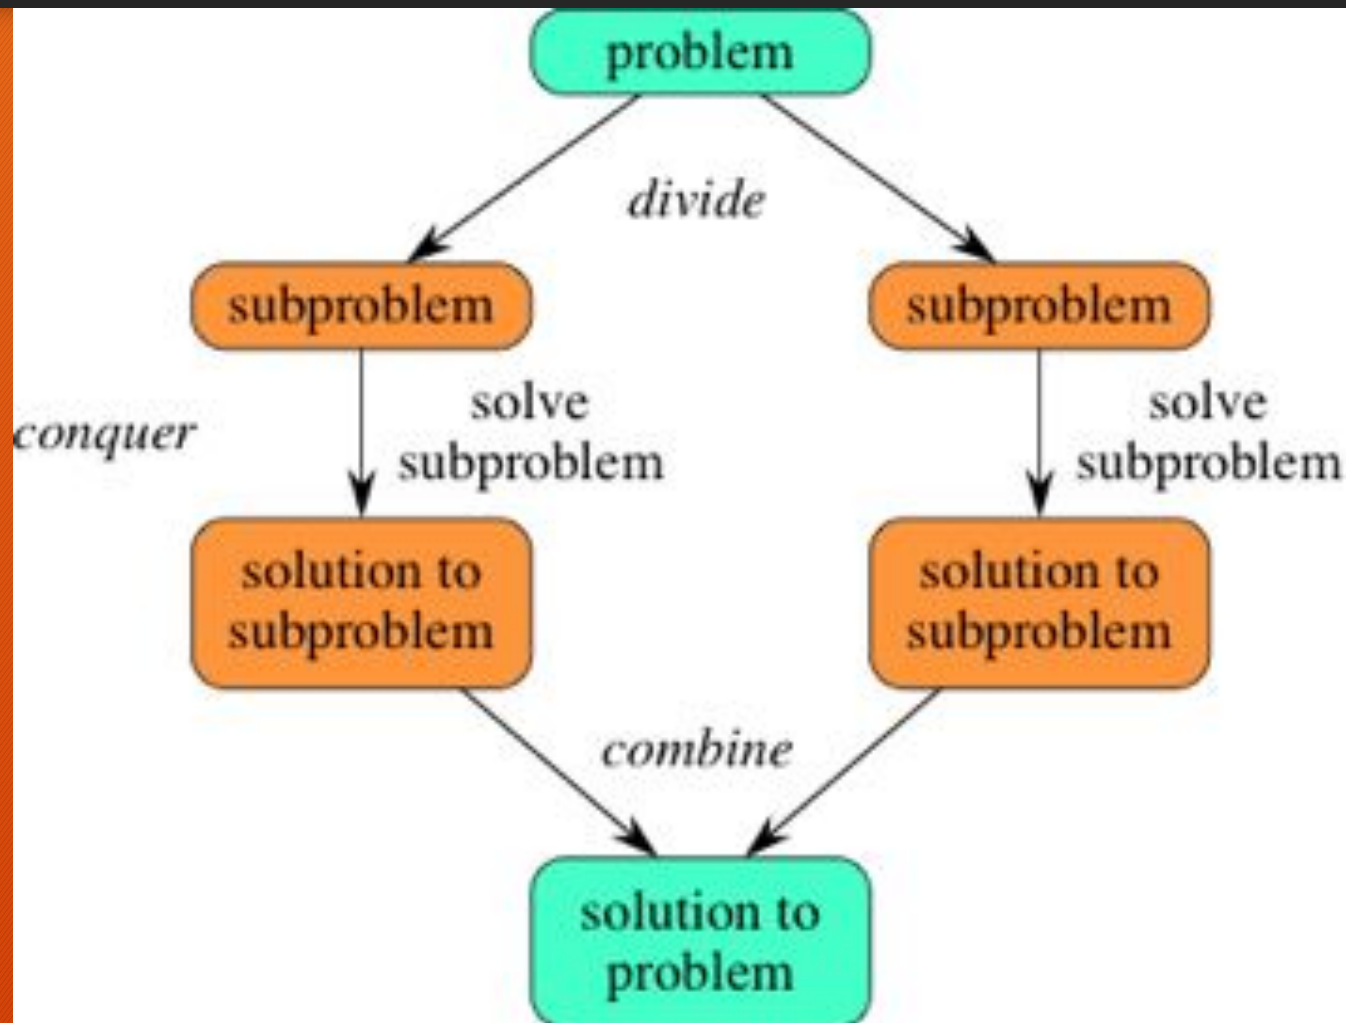 problem
divide
subproblem
subproblem
conquer
solve
subproblem
solve
subproblem
solution to
subproblem
solution to
subproblem
combine
solution to
problem